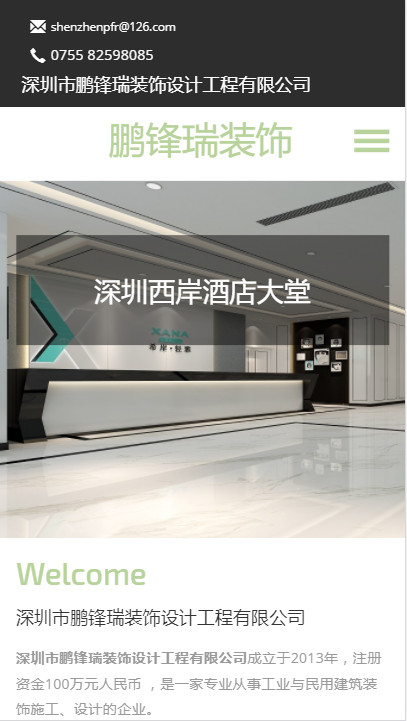 shenzhenpfr@126.com
0755 82598085
深圳市鹏锋瑞装饰设计工程有限公司
鹏锋瑞装饰
深圳西岸酒店大堂
XANA
希岸·轻雅
Welcome
深圳市鹏锋瑞装饰设计工程有限公司
深圳市鹏锋瑞装饰设计工程有限公司成立于2013年，注册
资金100万元人民币 ，是一家专业从事工业与民用建筑装
饰施工、设计的企业。